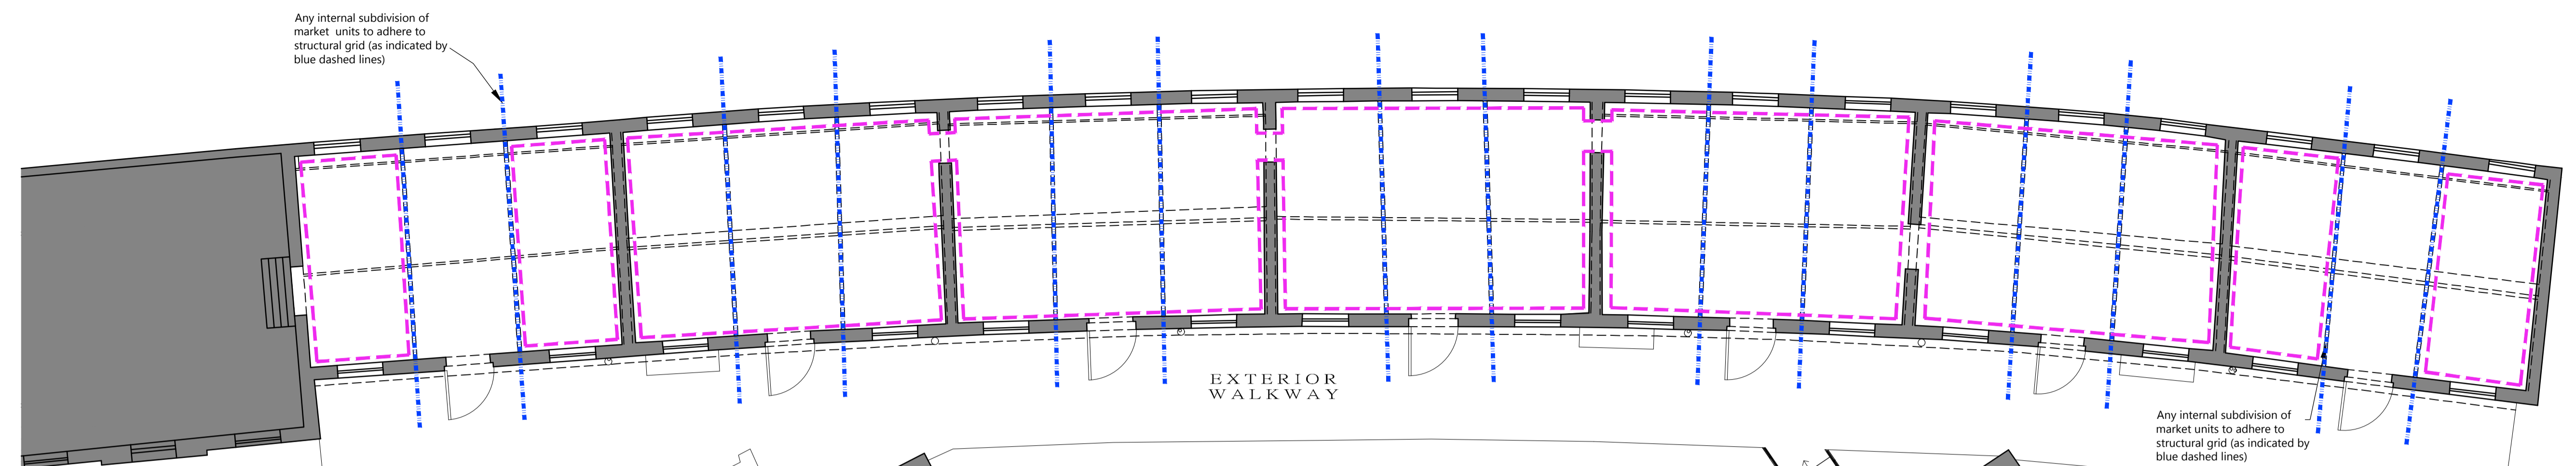 Any internal subdivision of
market units to adhere to
structural grid (as indicated by
blue dashed lines)
EXTERIOR
WALKWAY
Any internal subdivision of
market units to adhere to
structural grid (as indicated by
blue dashed lines)